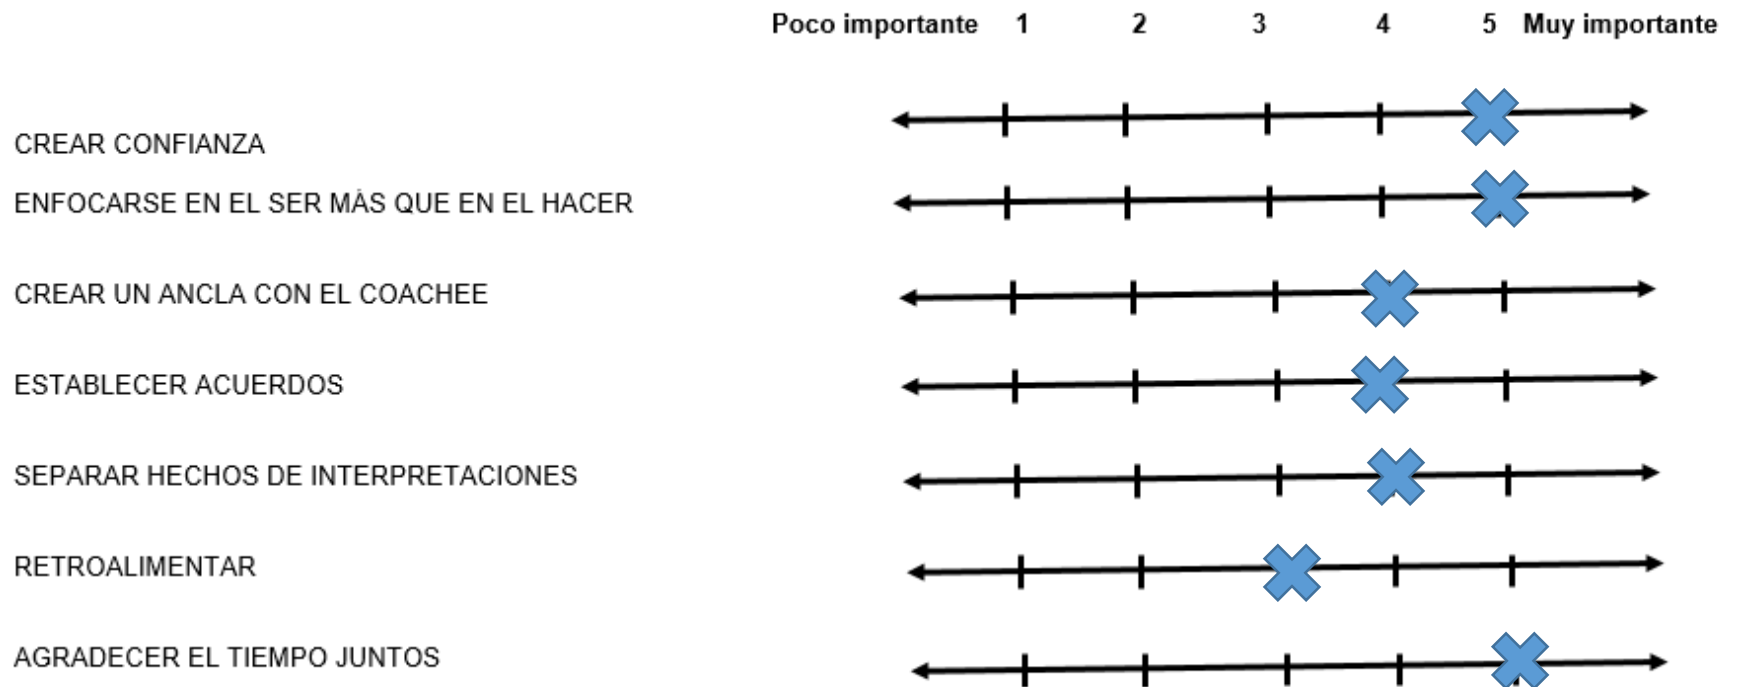 Poco importante 1 2 3 4 5 Muy importante
CREAR CONFIANZA
ENFOCARSE EN EL SER MÁS QUE EN EL HACER
CREAR UN ANCLA CON EL COACHEE
ESTABLECER ACUERDOS
SEPARAR HECHOS DE INTERPRETACIONES
RETROALIMENTAR
AGRADECER EL TIEMPO JUNTOS